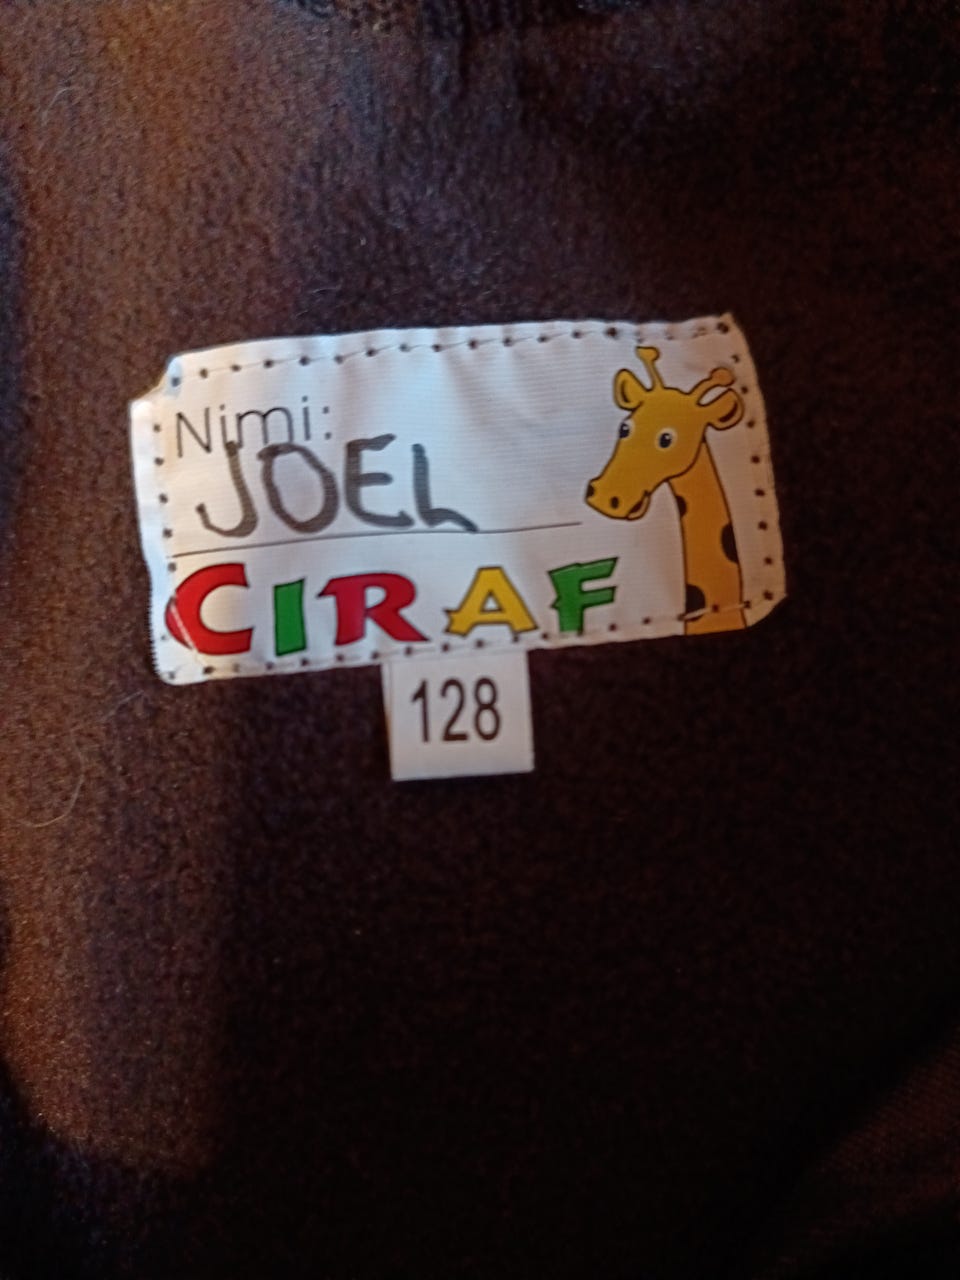 Nimi:
JOEL
CIRAF
128